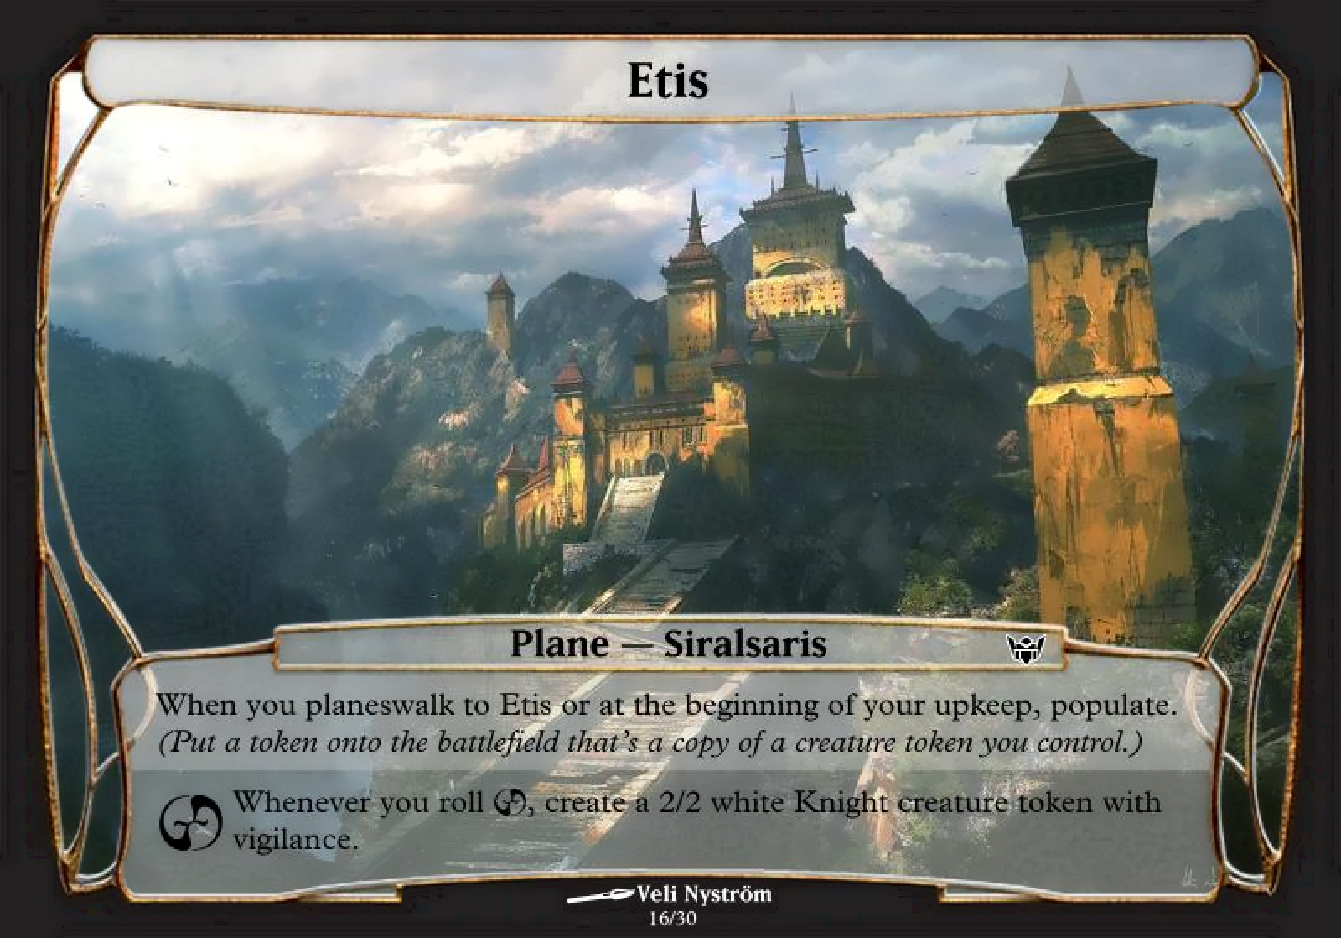 Etis
Plane — Siralsaris
When you planeswalk to Etis or at the beginning of your upkeep, populate.
(Put a token onto the battlefield that's a copy of a creature token you control.)
Whenever you roll , create a 2/2 white Knight creature token with
vigilance.
Veli Nyström
16/30